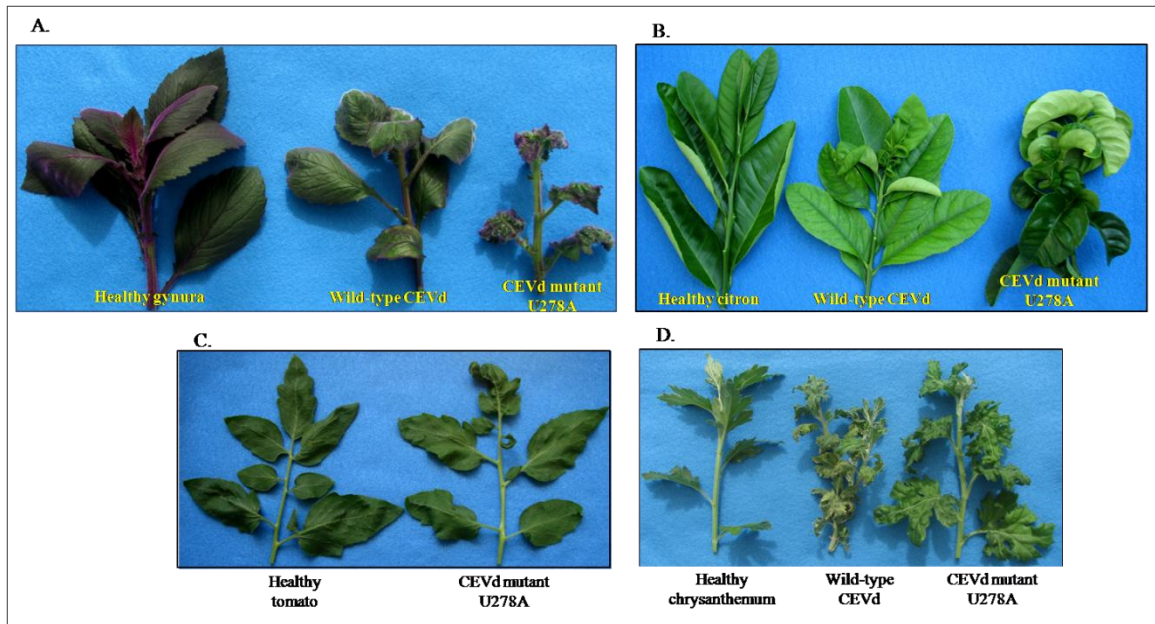 A.
B.
Healthy gynura
Wild-type CEVd
CEVd mutant
U278A
Healthy citron
Wild-type CEVd
CEVd mutant
U278A
C.
D.
Healthy
tomato
CEVd mutant
U278A
Healthy
chrysanthemum
Wild-type
CEVd
CEVd mutant
U278A